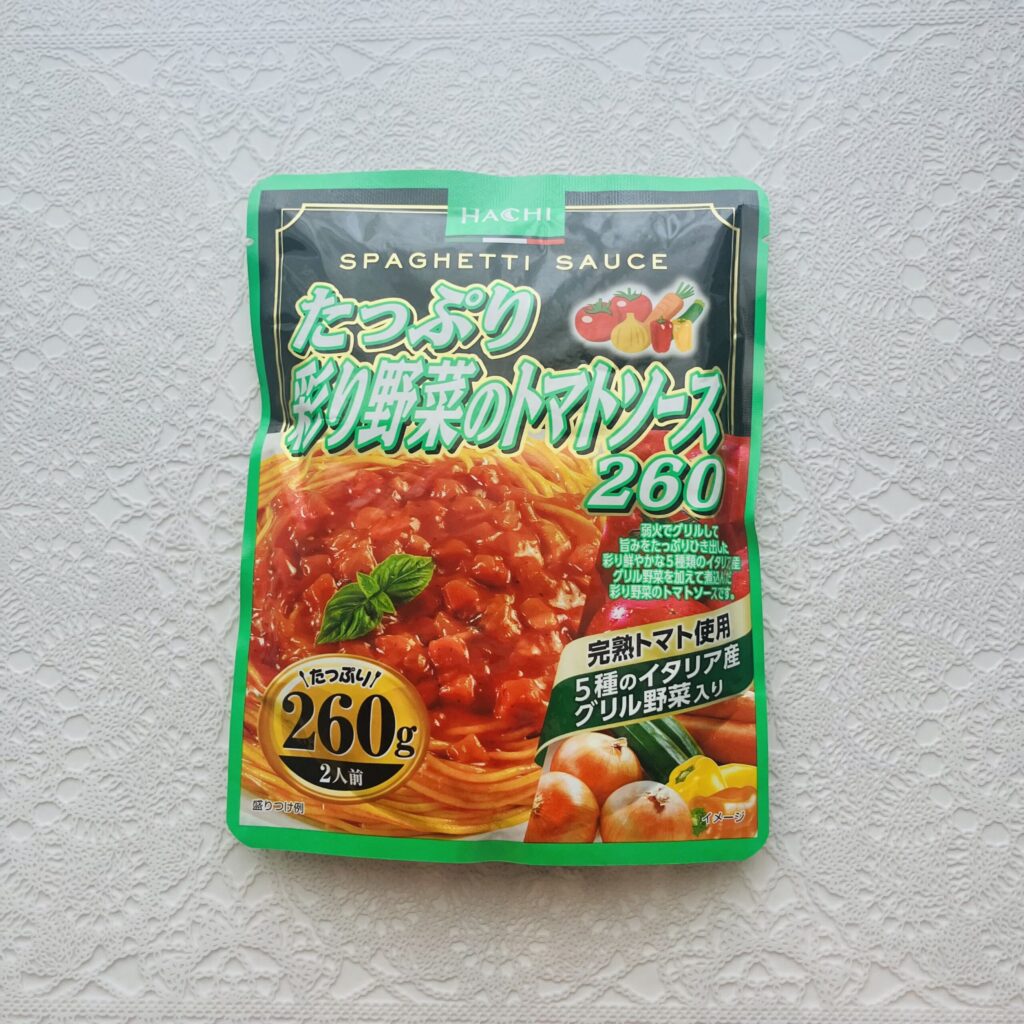 HACHI
SPAGHETTI SAUCE
たっぷり
彩り野菜のトマトソース
260
弱火でグリルして
旨みをたっぷりひき出した
彩り鮮やかな5種類のイタリア産
グリル野菜を加えて煮込んだ
彩り野菜のトマトソースです。
完熟トマト使用
5種のイタリア産
グリル野菜入り
たっぷり!
260g
2人前
盛りつけ例
イメージ